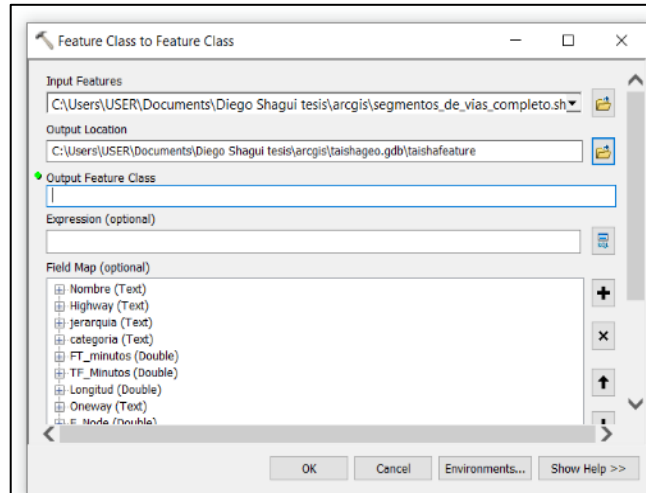 Feature Class to Feature Class
Input Features
C:\Users\USER\Documents\Diego Shagui tesis\arcgis\segmentos_de_vias_completo.sh
Output Location
C:\Users\USER\Documents\Diego Shagui tesis\arcgis\taishageo.gdb\taishafeature
Output Feature Class
Expression (optional)
Field Map (optional)
Nombre (Text)
Highway (Text)
jerarquia (Text)
categoria (Text)
FT_minutos (Double)
TF_Minutos (Double)
Longitud (Double)
Oneway (Text)
F_Node (Double)
OK Cancel Environments... Show Help >>